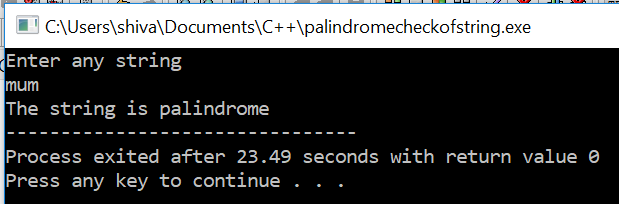 C:\Users\shiva\Documents\C++\palindromecheckofstring.exe
Enter any string
mum
The string is palindrome
--------------------------------
Process exited after 23.49 seconds with return value 0
Press any key to continue . . .